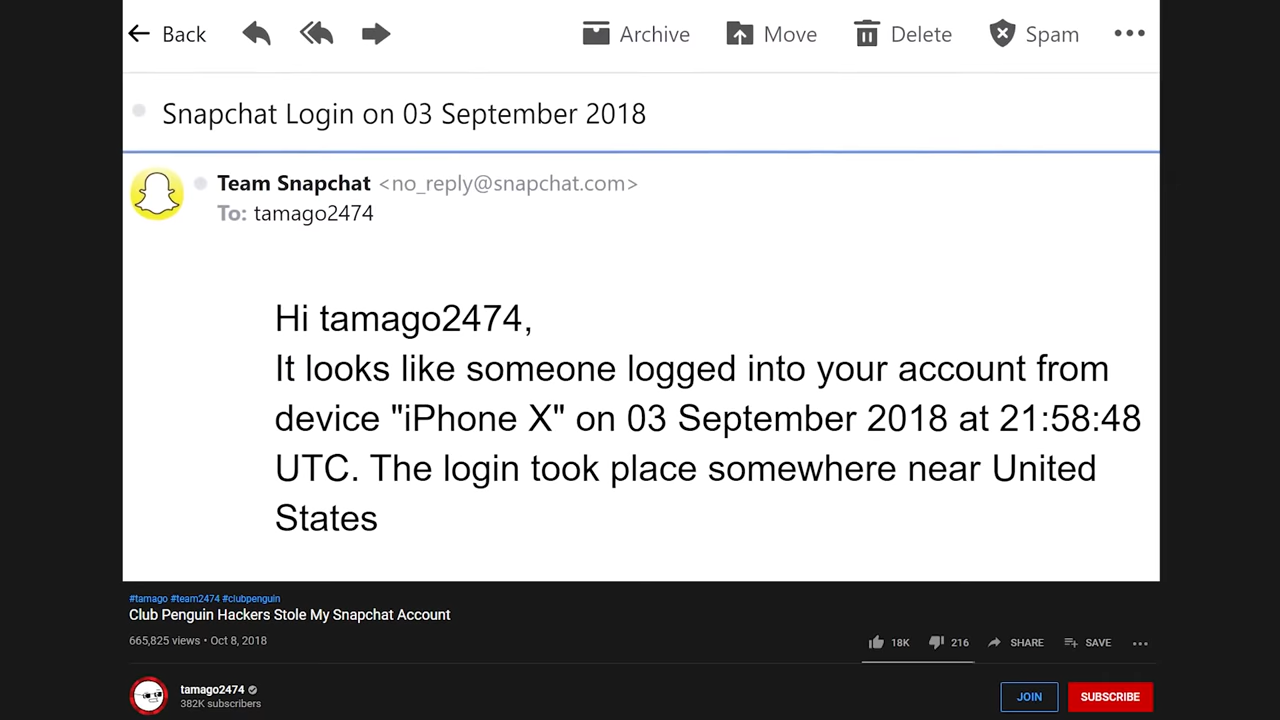 Back Archive Move Delete Spam
Snapchat Login on 03 September 2018
Team Snapchat <no_reply@snapchat.com>
To: tamago2474
Hi tamago2474,
It looks like someone logged into your account from
device "iPhone X" on 03 September 2018 at 21:58:48
UTC. The login took place somewhere near United
States
#tamago #team2474 #clubpenguin
Club Penguin Hackers Stole My Snapchat Account
665,825 views • Oct 8, 2018
18K 216 SHARE SAVE
tamago2474
382K subscribers
JOIN SUBSCRIBE